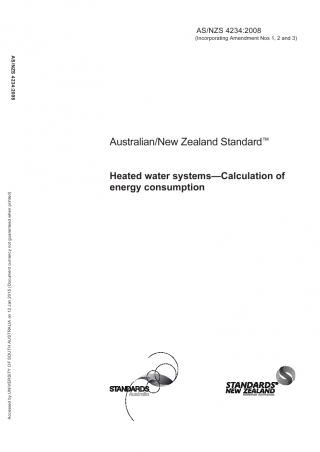 AS/NZS 4234:2008
(Incorporating Amendment Nos 1, 2 and 3)
AS/NZS 4234:2008
Australian/New Zealand Standard™
Heated water systems—Calculation of
energy consumption
Accessed by UNIVERSITY OF SOUTH AUSTRALIA on 12 Jan 2015 (Document currency not guaranteed when printed)
STANDARDS
Australia
STANDARDS
NEW ZEALAND